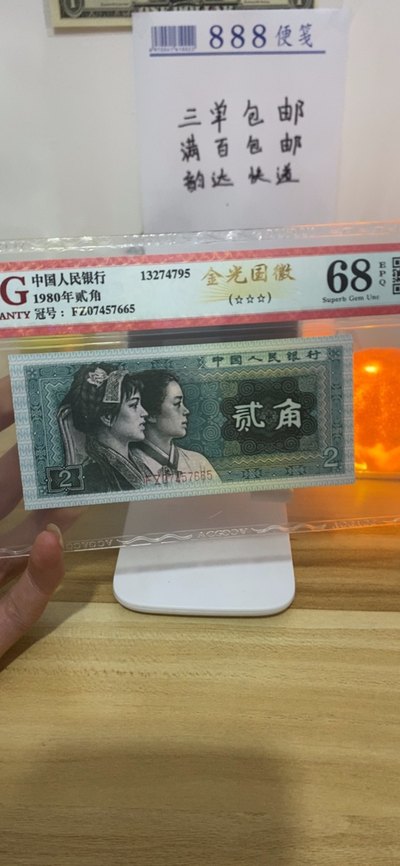 888便笺
三单包邮
满百包邮
韵达快递
G 中国人民银行
1980年贰角
ANTY 冠号：FZ07457665
13274795
金光国徽
(☆☆☆)
68
EPQ
Superb Gem Unc
中国人民银行
贰角
2
FZ07457665
2